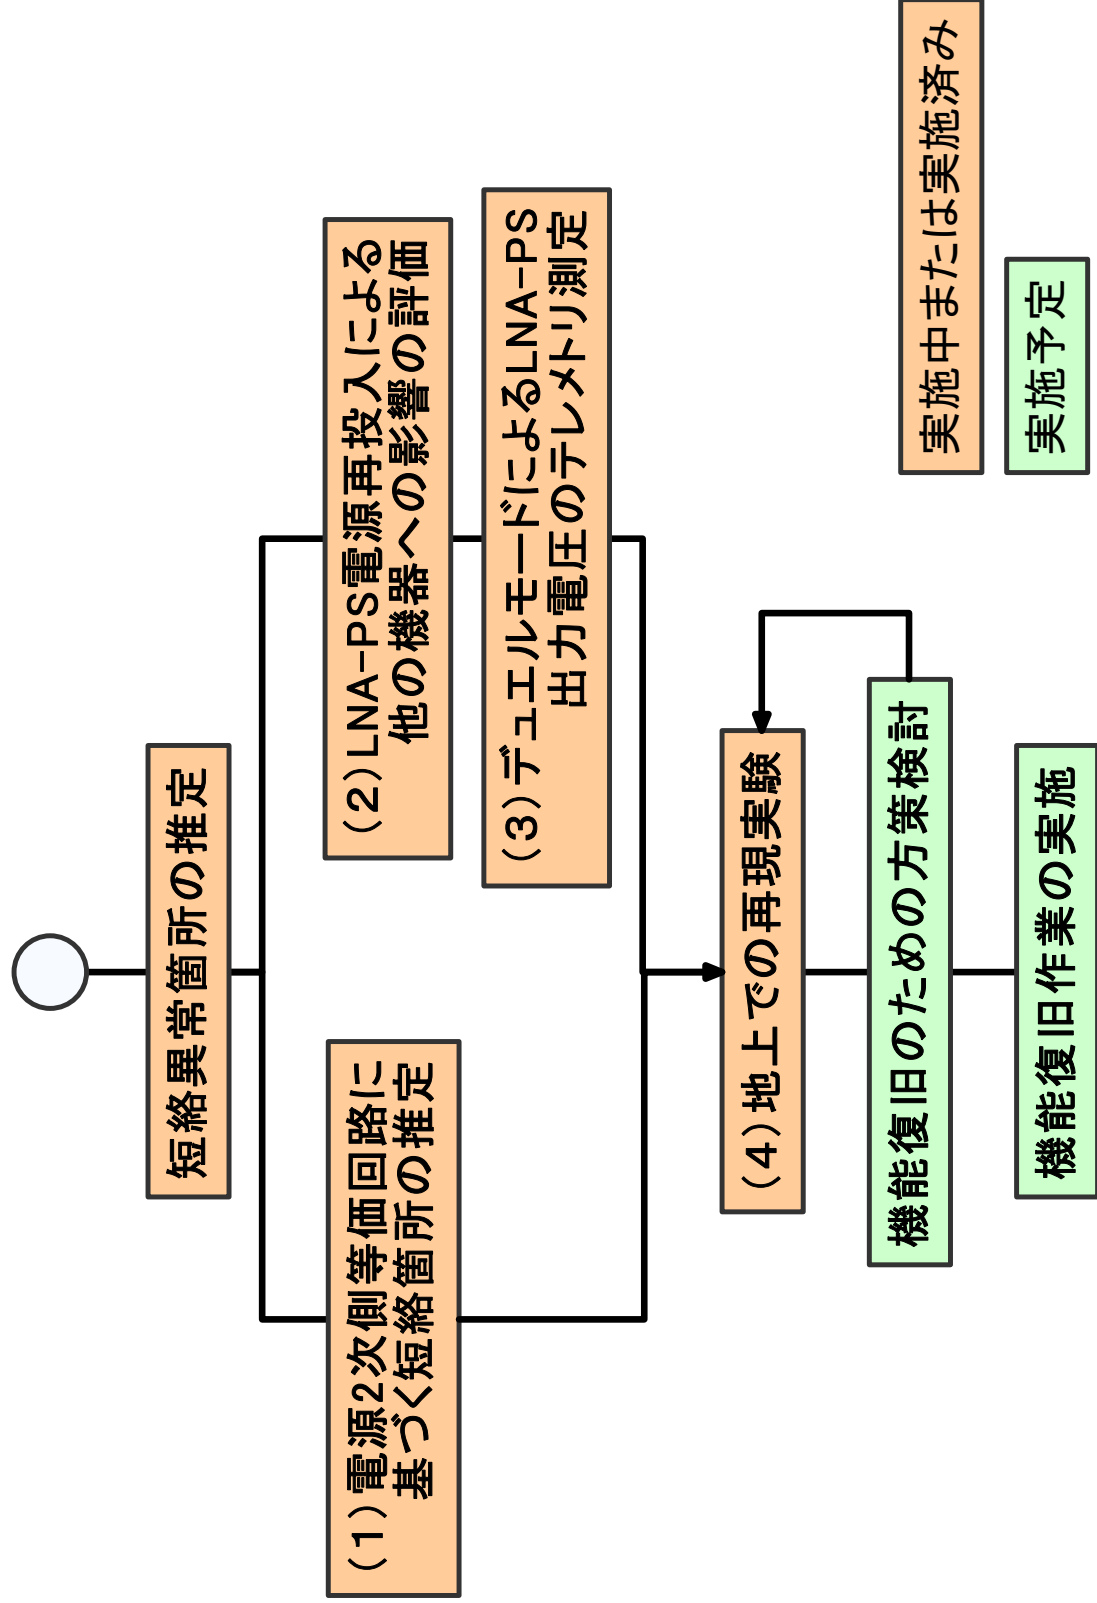 短絡異常箇所の推定
(1)電源2次側等価回路に
基づく短絡箇所の推定
(2)LNA-PS電源再投入による
他の機器への影響の評価
(3)デュエルモードによるLNA-PS
出力電圧のテレメトリ測定
(4)地上での再現実験
機能復旧のための方策検討
機能復旧作業の実施
実施中または実施済み
実施予定